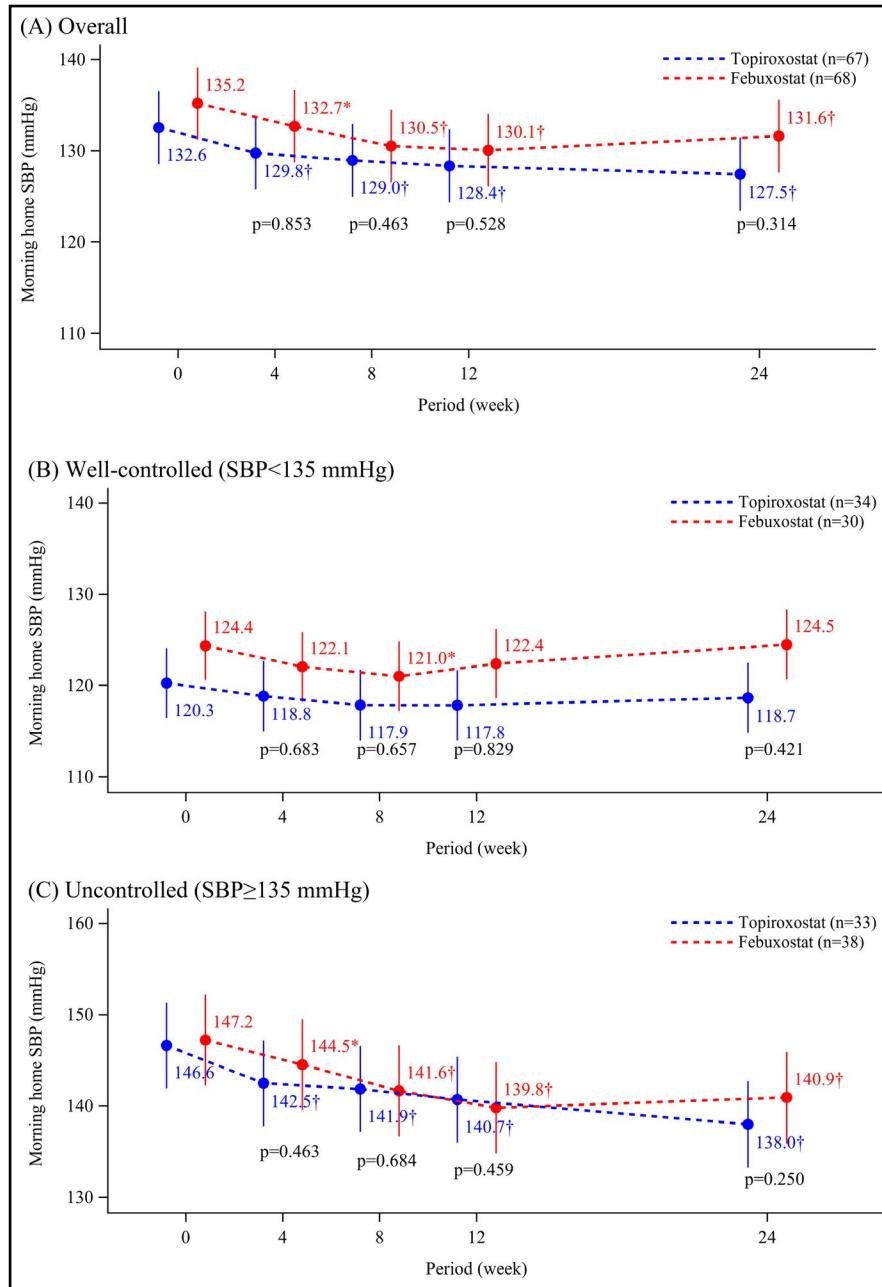 (A) Overall
Topiroxostat (n=67)
Febuxostat (n=68)
Morning home SBP (mmHg)
140
130
120
110
135.2
132.7*
130.5†
130.1†
131.6†
132.6
129.8†
129.0†
128.4†
127.5†
p=0.853
p=0.463
p=0.528
p=0.314
0
4
8
12
24
Period (week)
(B) Well-controlled (SBP<135 mmHg)
Topiroxostat (n=34)
Febuxostat (n=30)
Morning home SBP (mmHg)
140
130
120
110
124.4
122.1
121.0*
122.4
124.5
120.3
118.8
117.9
117.8
118.7
p=0.683
p=0.657
p=0.829
p=0.421
0
4
8
12
24
Period (week)
(C) Uncontrolled (SBP≥135 mmHg)
Topiroxostat (n=33)
Febuxostat (n=38)
Morning home SBP (mmHg)
160
150
140
130
147.2
144.5*
141.6†
139.8†
140.9†
146.6
142.5†
141.9†
140.7†
138.0†
p=0.463
p=0.684
p=0.459
p=0.250
0
4
8
12
24
Period (week)